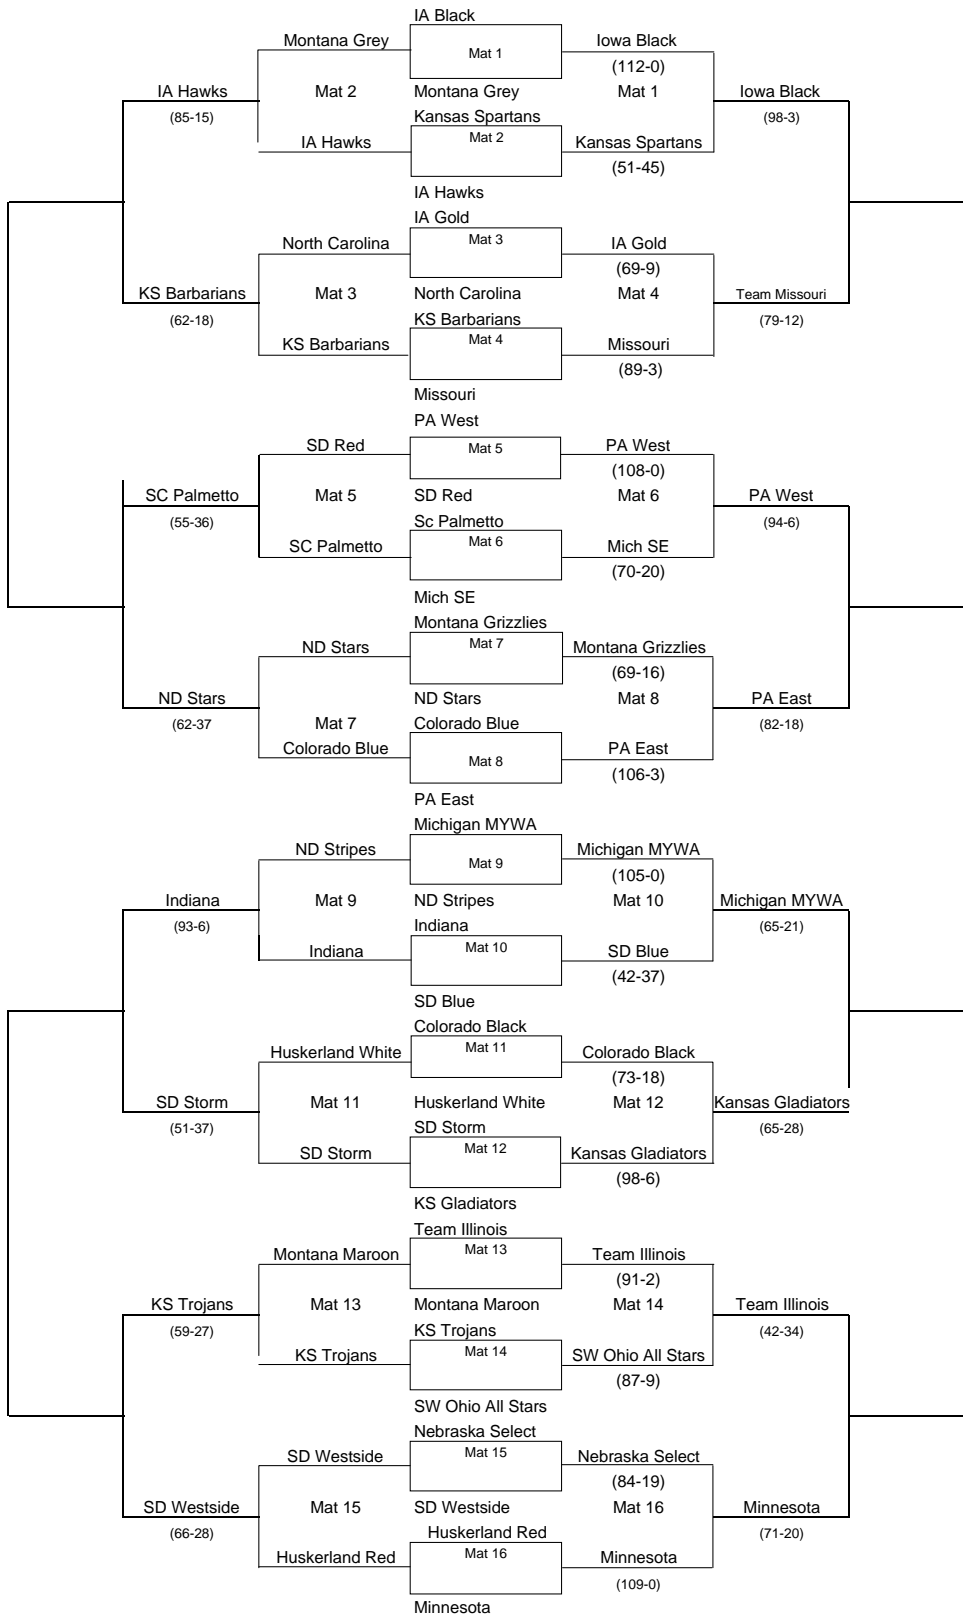 IA Black
Montana Grey
Mat 1
Iowa Black
(112-0)
IA Hawks
Mat 2
Montana Grey
Mat 1
Iowa Black
(85-15)
Kansas Spartans
(98-3)
IA Hawks
Mat 2
Kansas Spartans
(51-45)
IA Hawks
IA Gold
North Carolina
Mat 3
IA Gold
(69-9)
KS Barbarians
Mat 3
North Carolina
Mat 4
Team Missouri
(62-18)
KS Barbarians
(79-12)
KS Barbarians
Mat 4
Missouri
(89-3)
Missouri
PA West
SD Red
Mat 5
PA West
(108-0)
SC Palmetto
Mat 5
SD Red
Mat 6
PA West
(55-36)
Sc Palmetto
(94-6)
SC Palmetto
Mat 6
Mich SE
(70-20)
Mich SE
Montana Grizzlies
ND Stars
Mat 7
Montana Grizzlies
(69-16)
ND Stars
ND Stars
Mat 8
PA East
(62-37
Mat 7
Colorado Blue
(82-18)
Colorado Blue
Mat 8
PA East
(106-3)
PA East
Michigan MYWA
ND Stripes
Mat 9
Michigan MYWA
(105-0)
Indiana
Mat 9
ND Stripes
Mat 10
Michigan MYWA
(93-6)
Indiana
(65-21)
Indiana
Mat 10
SD Blue
(42-37)
SD Blue
Colorado Black
Huskerland White
Mat 11
Colorado Black
(73-18)
SD Storm
Mat 11
Huskerland White
Mat 12
Kansas Gladiators
(51-37)
SD Storm
(65-28)
SD Storm
Mat 12
Kansas Gladiators
(98-6)
KS Gladiators
Team Illinois
Montana Maroon
Mat 13
Team Illinois
(91-2)
KS Trojans
Mat 13
Montana Maroon
Mat 14
Team Illinois
(59-27)
KS Trojans
(42-34)
KS Trojans
Mat 14
SW Ohio All Stars
(87-9)
SW Ohio All Stars
Nebraska Select
SD Westside
Mat 15
Nebraska Select
(84-19)
SD Westside
Mat 15
SD Westside
Mat 16
Minnesota
(66-28)
Huskerland Red
(71-20)
Huskerland Red
Mat 16
Minnesota
(109-0)
Minnesota